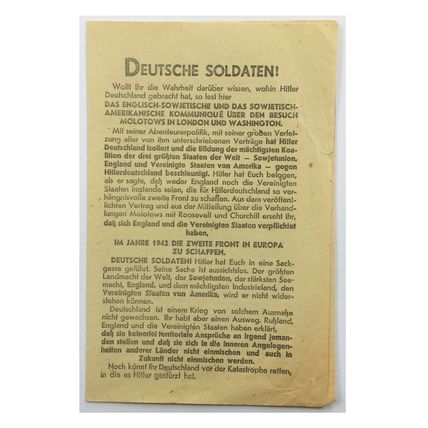 DEUTSCHE SOLDATEN!
Wollt Ihr die Wahrheit darüber wissen, wohin Hitler
Deutschland gebracht hat, so lest hier
DAS ENGLISCH-SOWJETISCHE UND DAS SOWJETISCH-
AMERIKANISCHE KOMMUNIQUÉ ÜBER DEN BESUCH
MOLOTOWS IN LONDON UND WASHINGTON.
Mit seiner Abenteurerpolitik, mit seiner groben Verlet-
zung aller von ihm unterschriebenen Verträge hat Hitler
Deutschland isoliert und die Bildung der mächtigsten Koa-
lition der drei größten Staaten der Welt — Sowjetunion,
England und Vereinigte Staaten von Amerika — gegen
Hitlerdeutschland beschleunigt. Hitler hat Euch belogen,
als er sagte, daß weder England noch die Vereinigten
Staaten imstande seien, die für Hitlerdeutschland so ver-
hängnisvolle zweite Front zu schaffen. Aus dem veröffent-
lichten Vertrag und aus der Mitteilung über die Verhand-
lungen Molotows mit Roosevelt und Churchill erseht Ihr,
daß sich England und die Vereinigten Staaten verpflichtet
haben,
IM JAHRE 1942 DIE ZWEITE FRONT IN EUROPA
ZU SCHAFFEN.
DEUTSCHE SOLDATEN! Hitler hat Euch in eine Sack-
gasse geführt. Seine Sache ist aussichtslos. Der größten
Landmacht der Welt, der Sowjetunion, der stärksten See-
macht, England, und dem mächtigsten Industrieland, den
Vereinigten Staaten von Amerika, wird er nicht wider-
stehen können.
Deutschland ist einem Krieg von solchem Ausmaße
nicht gewachsen. Ihr habt aber einen Ausweg. Rußland,
England und die Vereinigten Staaten haben erklärt,
daß sie keinerlei territoriale Ansprüche an irgend jeman-
den stellen und daß sie sich in die inneren Angelegen-
heiten anderer Länder nicht einmischen und auch in
Zukunft nicht einmischen werden.
Noch könnt Ihr Deutschland vor der Katastrophe retten,
in die es Hitler gestürzt hat.